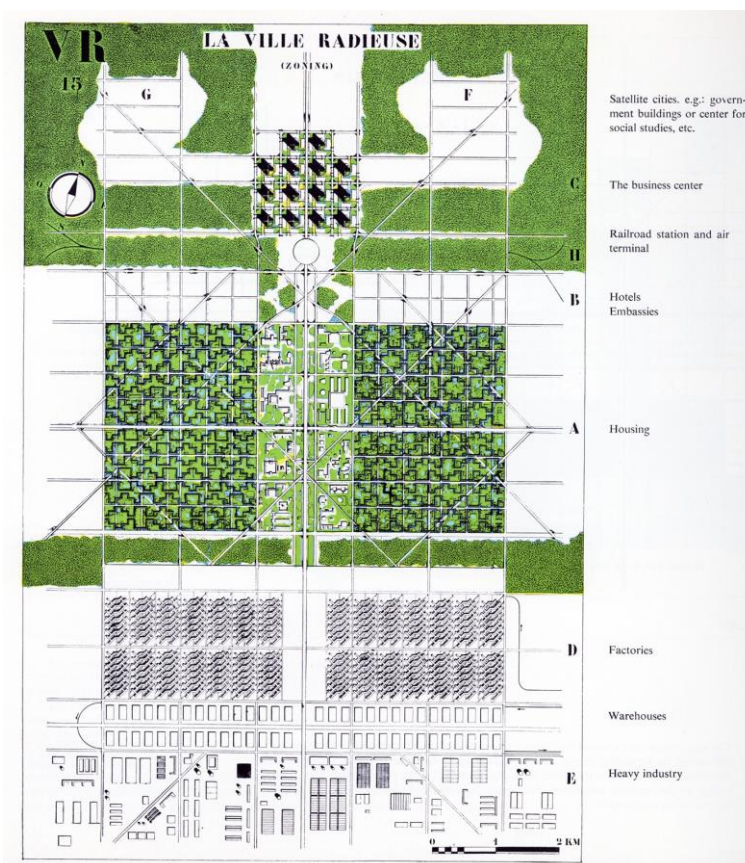 VR
15
LA VILLE RADIEUSE
(ZONING)
G
F
N
O
Satellite cities. e.g.: govern-
ment buildings or center for
social studies, etc.
C
The business center
H
Railroad station and air
terminal
B
Hotels
Embassies
A
Housing
D
Factories
Warehouses
E
Heavy industry
0 1 2 KM